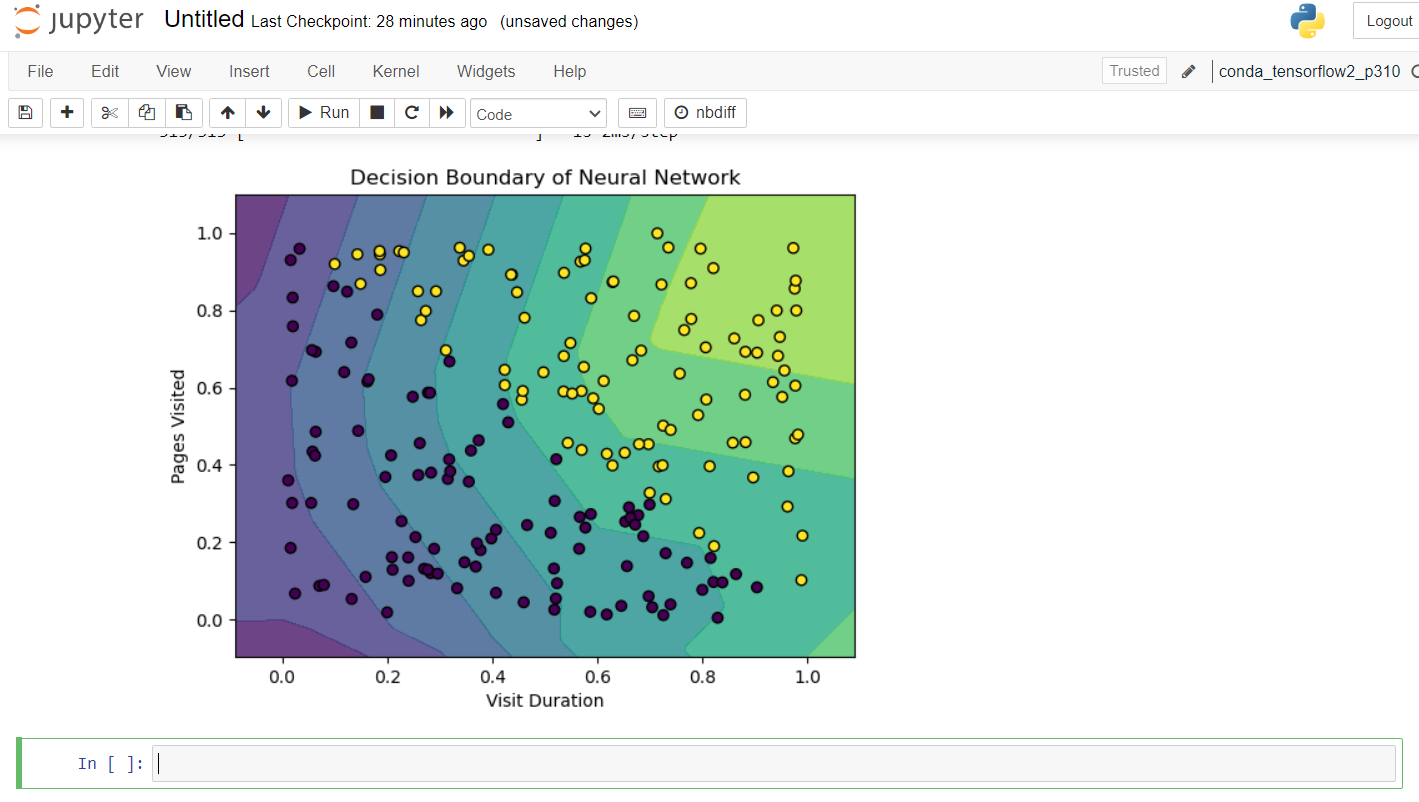 jupyter Untitled Last Checkpoint: 28 minutes ago (unsaved changes) Logout
File Edit View Insert Cell Kernel Widgets Help Trusted conda_tensorflow2_p310
Run Code nbdiff
Decision Boundary of Neural Network
1.0
0.8
0.6
0.4
0.2
0.0
Pages Visited
0.0 0.2 0.4 0.6 0.8 1.0
Visit Duration
In [ ]: